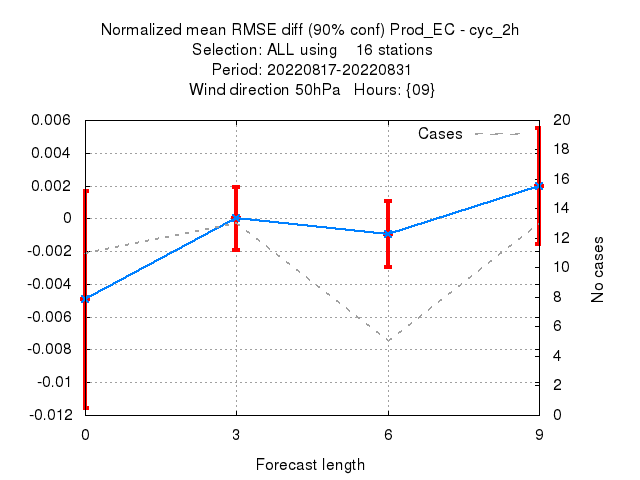 Normalized mean RMSE diff (90% conf) Prod_EC - cyc_2h
Selection: ALL using    16 stations
Period: 20220817-20220831
Wind direction 50hPa   Hours: {09}
Cases
0.006
0.004
0.002
0
-0.002
-0.004
-0.006
-0.008
-0.01
-0.012
20
18
16
14
12
10
8
6
4
2
0
No cases
0 3 6 9
Forecast length